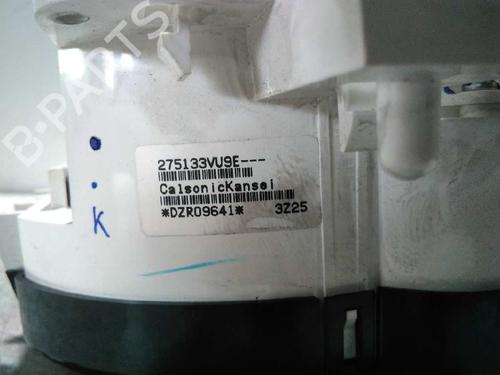 B-PARTS
275133VU9E---
CalsonicKansei
*DZR09641* 3Z25
K